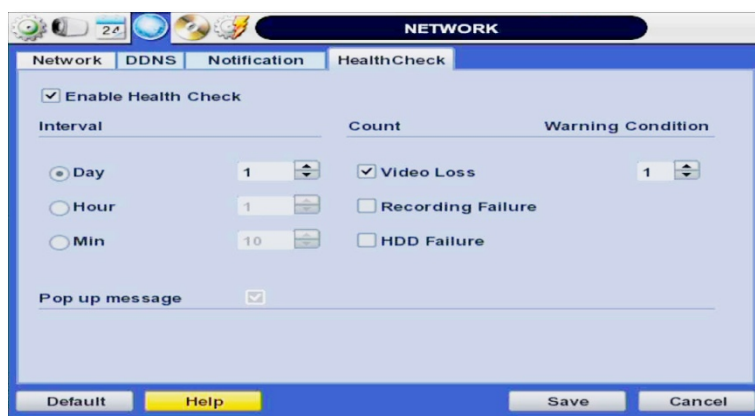 24
NETWORK
Network DDNS Notification HealthCheck
Enable Health Check
Interval Count Warning Condition
Day 1 Video Loss 1
Hour 1 Recording Failure
Min 10 HDD Failure
Pop up message
Default Help Save Cancel